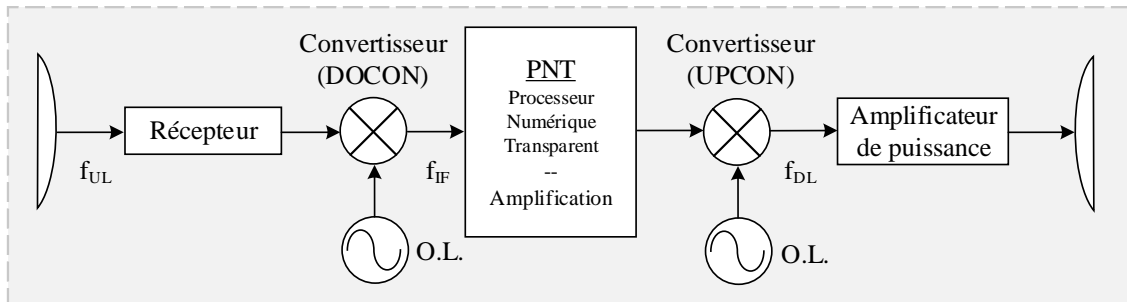 Convertisseur
(DOCON)
PNT
Processeur
Numérique
Transparent
--
Amplification
Convertisseur
(UPCON)
Récepteur
Amplificateur
de puissance
f_UL
f_IF
f_DL
O.L.
O.L.